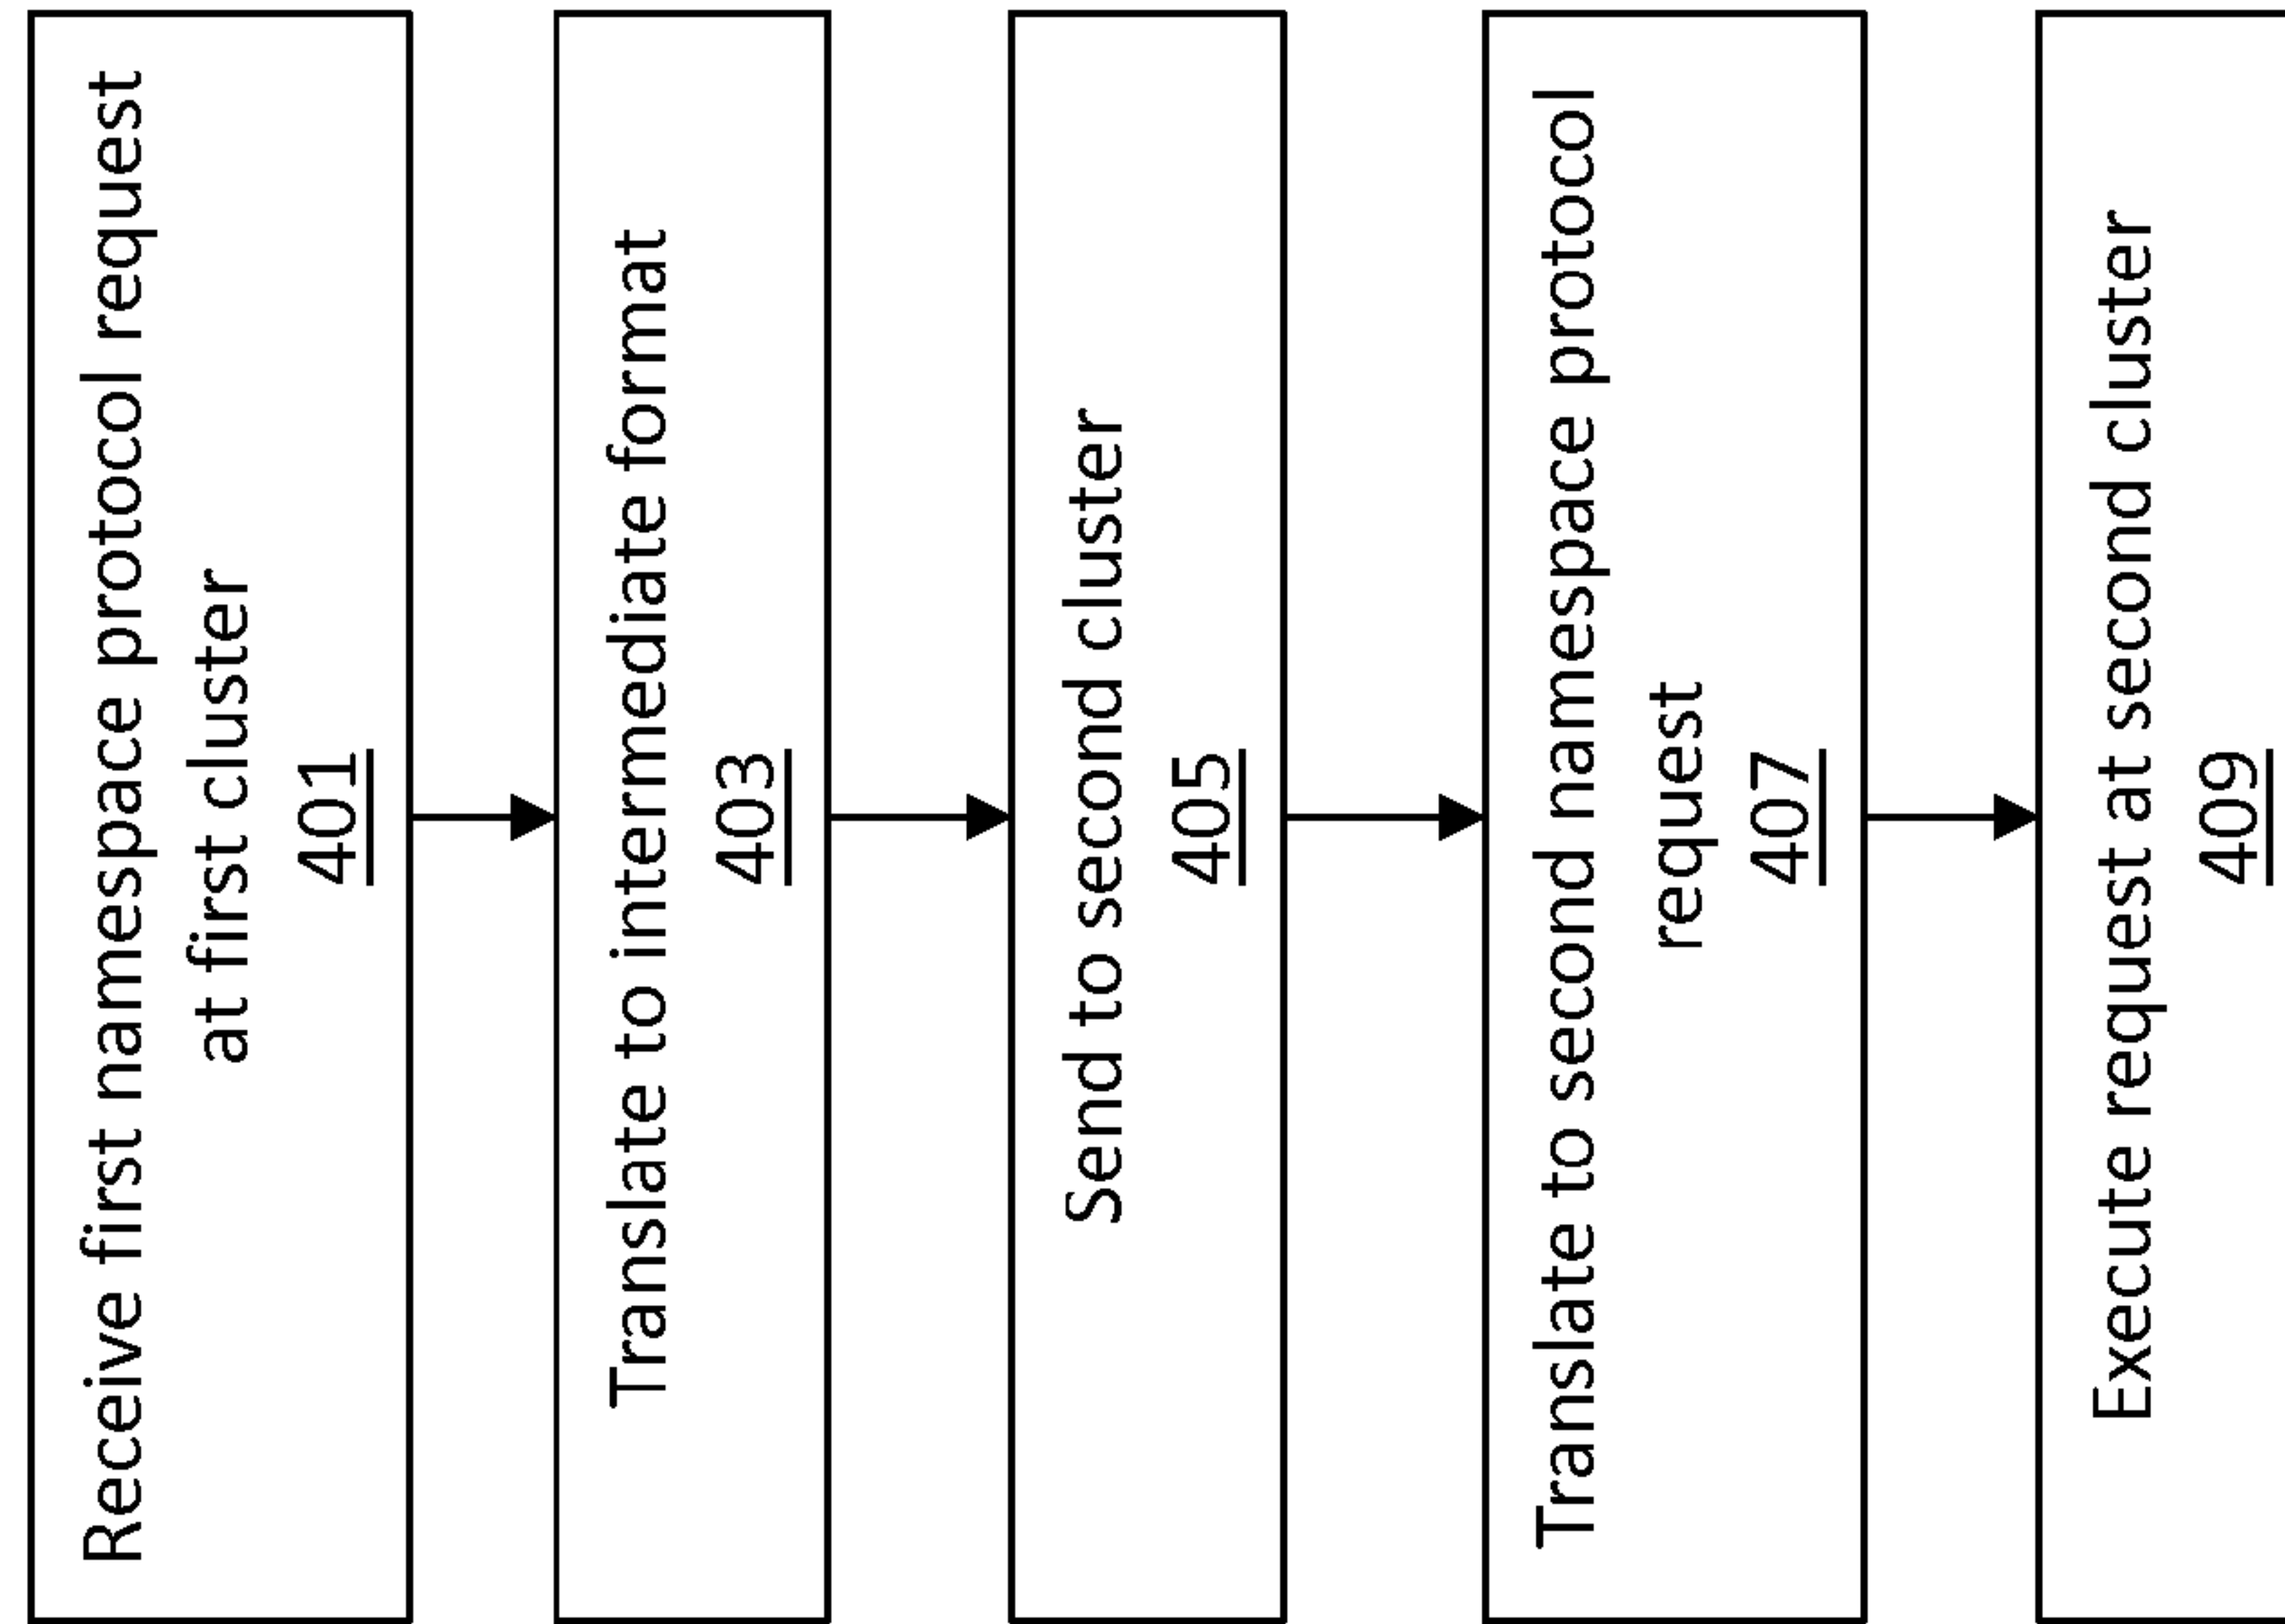 Receive first namespace protocol request
at first cluster
401
Translate to intermediate format
403
Send to second cluster
405
Translate to second namespace protocol
request
407
Execute request at second cluster
409